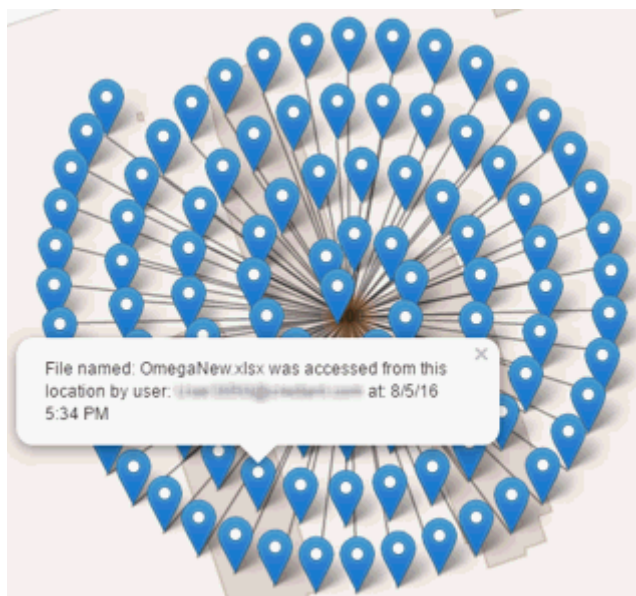 File named: OmegaNew.xlsx was accessed from this
location by user: at: 8/5/16
5:34 PM